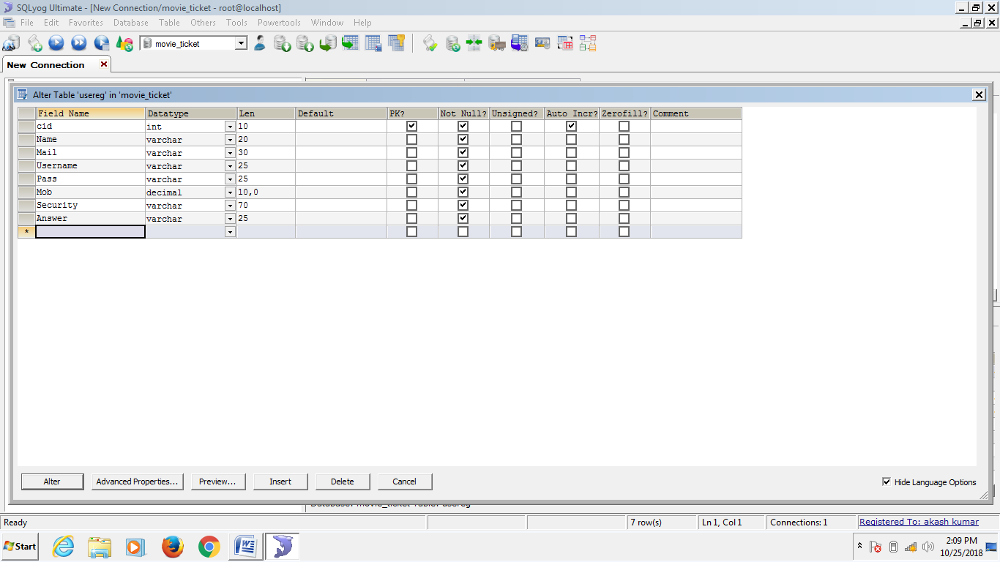 SQLyog Ultimate - [New Connection/movie_ticket - root@localhost]
File Edit Favorites Database Table Others Tools Powertools Window Help
movie_ticket
New Connection
Alter Table 'usereg' in 'movie_ticket'
Field Name Datatype Len Default PK? Not Null? Unsigned? Auto Incr? Zerofill? Comment
cid int 10
Name varchar 20
Mail varchar 30
Username varchar 25
Pass varchar 25
Mob decimal 10,0
Security varchar 70
Answer varchar 25
*
Alter Advanced Properties... Preview... Insert Delete Cancel Hide Language Options
Database: movie_ticket Table: usereg
Ready 7 row(s) Ln 1, Col 1 Connections: 1 Registered To: akash kumar
Start 2:09 PM
10/25/2018